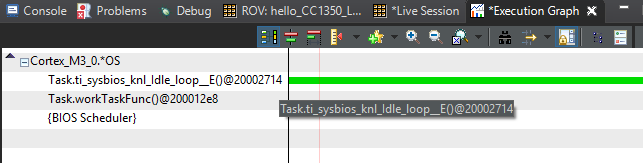 Console Problems Debug ROV: hello_CC1350_L... *Live Session *Execution Graph
Cortex_M3_0.*OS
Task.ti_sysbios_knl_Idle_loop__E()@20002714
Task.workTaskFunc()@200012e8
Task.ti_sysbios_knl_Idle_loop__E()@20002714
{BIOS Scheduler}